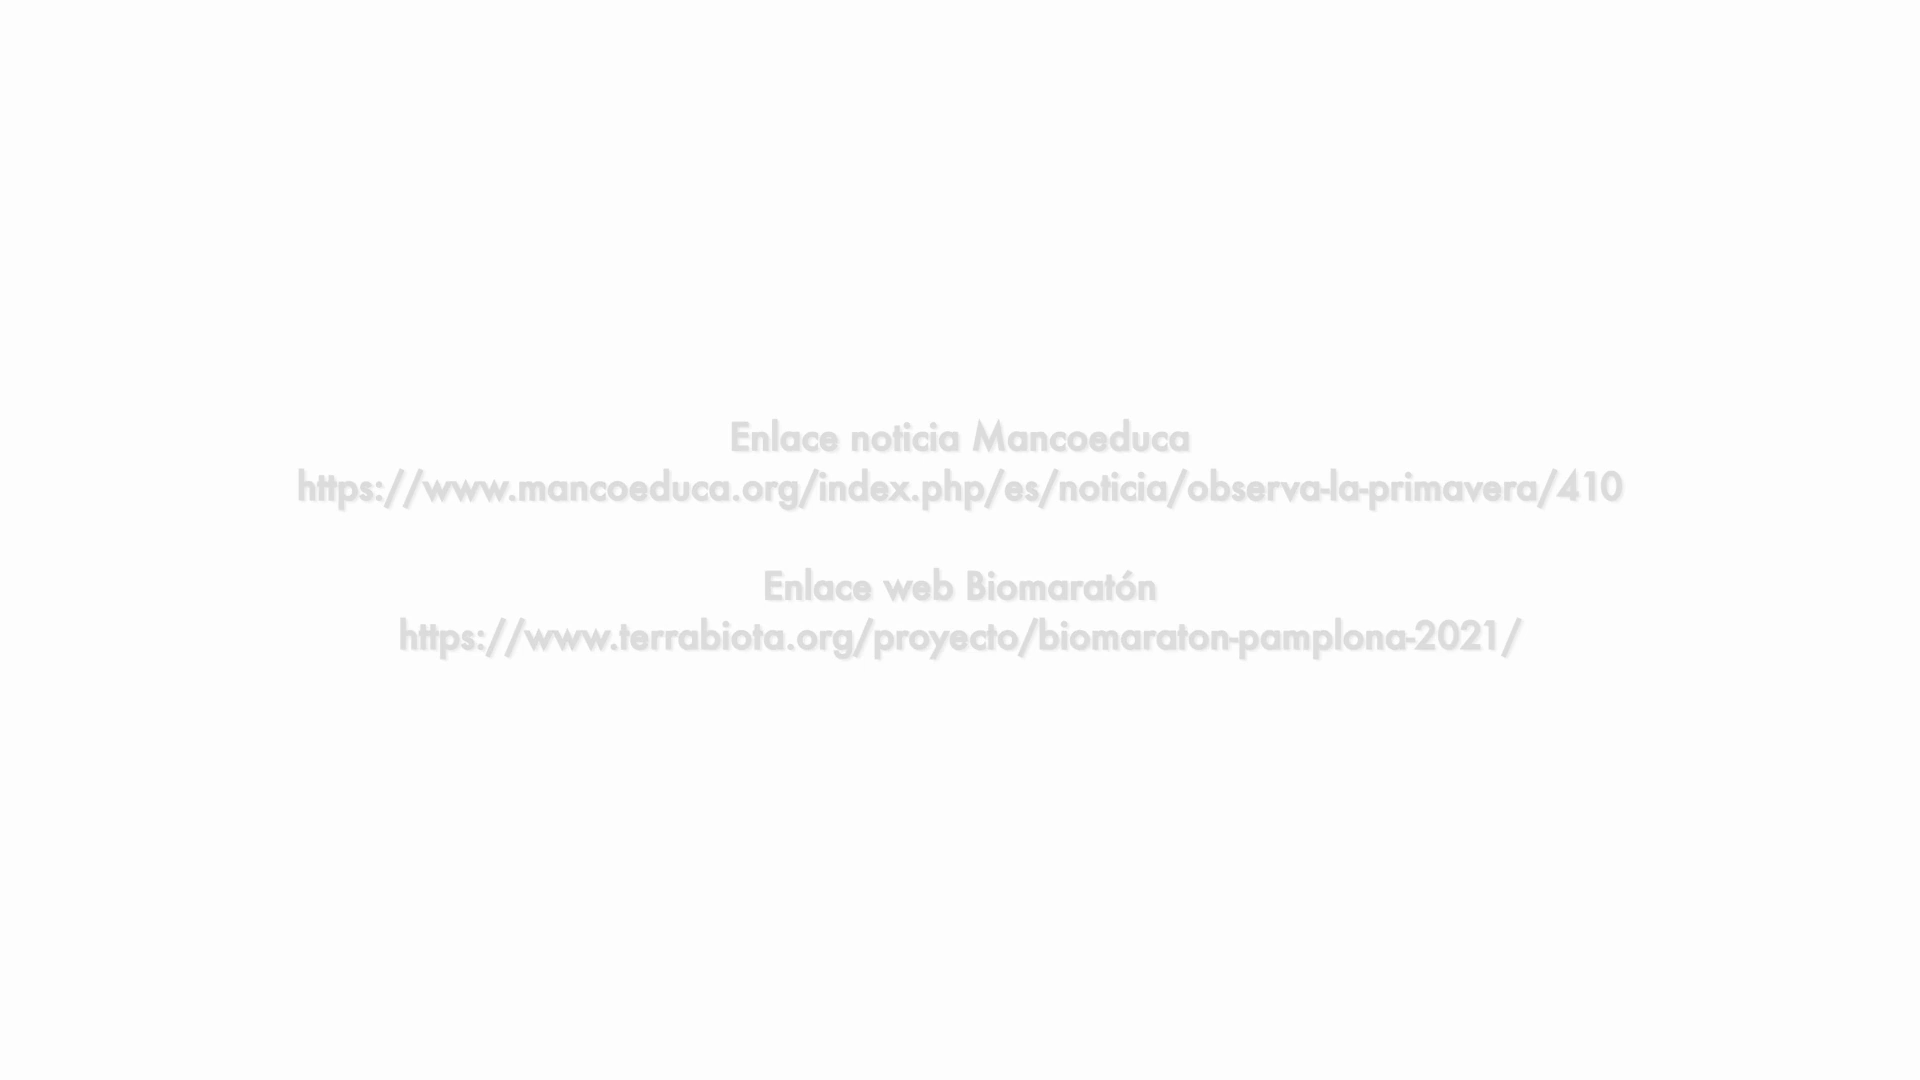 Enlace noticia Mancoeduca
https://www.mancoeduca.org/index.php/es/noticia/observa-la-primavera/410
Enlace web Biomaratón
https://www.terrabiota.org/proyecto/biomaraton-pamplona-2021/